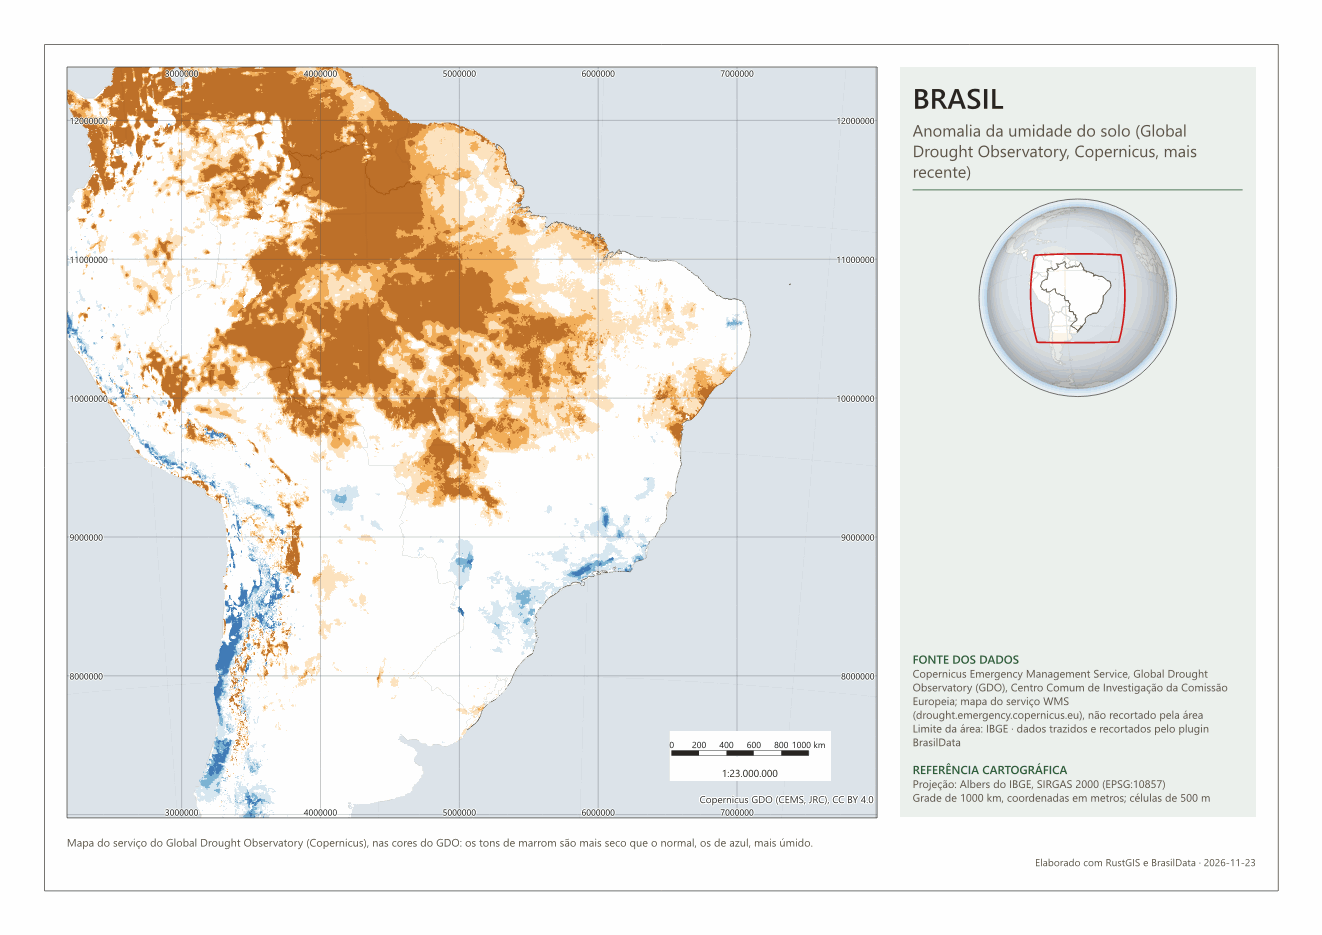 3000000 4000000 5000000 6000000 7000000
12000000 12000000
11000000 11000000
10000000 10000000
9000000 9000000
8000000 8000000
0 200 400 600 800 1000 km
1:23.000.000
Copernicus GDO (CEMS, JRC), CC BY 4.0
3000000 4000000 5000000 6000000 7000000
Mapa do serviço do Global Drought Observatory (Copernicus), nas cores do GDO: os tons de marrom são mais seco que o normal, os de azul, mais úmido.
BRASIL
Anomalia da umidade do solo (Global
Drought Observatory, Copernicus, mais
recente)
FONTE DOS DADOS
Copernicus Emergency Management Service, Global Drought
Observatory (GDO), Centro Comum de Investigação da Comissão
Europeia; mapa do serviço WMS
(drought.emergency.copernicus.eu), não recortado pela área
Limite da área: IBGE · dados trazidos e recortados pelo plugin
BrasilData
REFERÊNCIA CARTOGRÁFICA
Projeção: Albers do IBGE, SIRGAS 2000 (EPSG:10857)
Grade de 1000 km, coordenadas em metros; células de 500 m
Elaborado com RustGIS e BrasilData · 2026-11-23